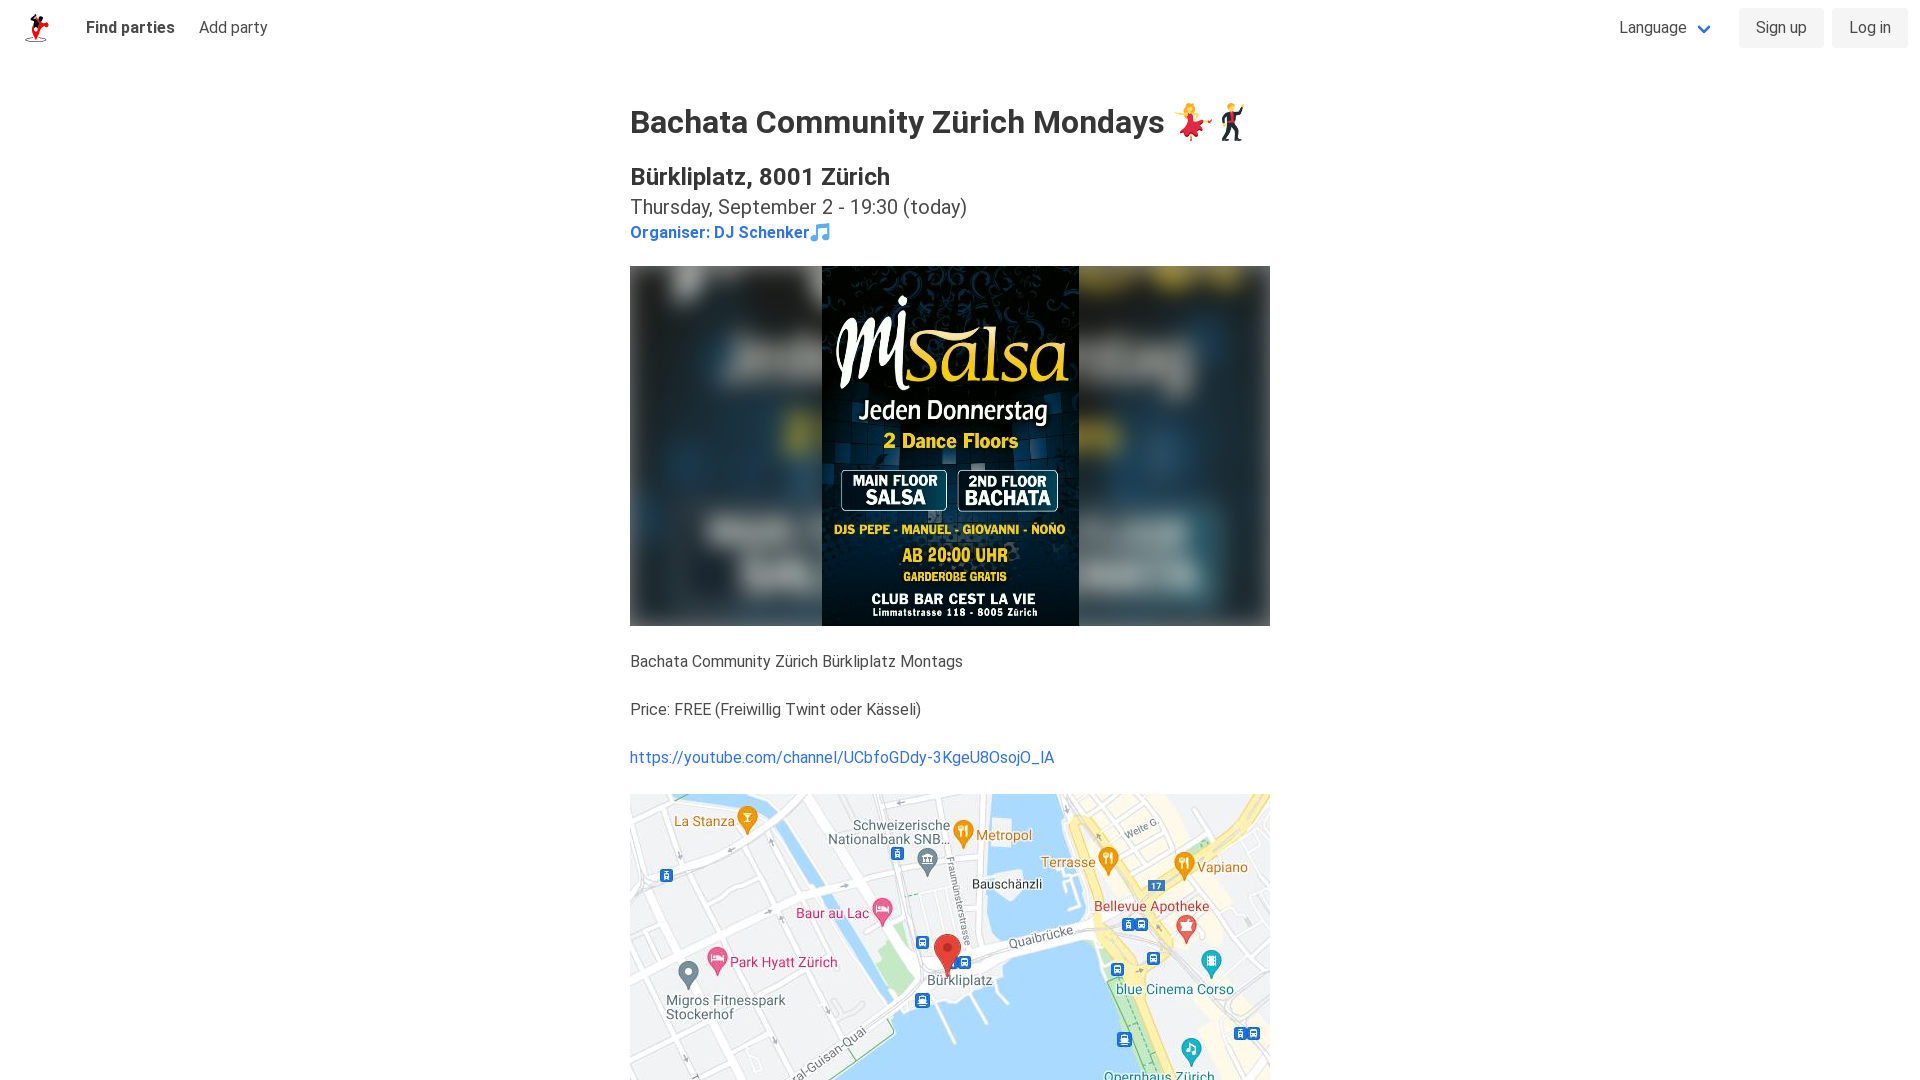 Find parties
Add party
Language
Sign up
Log in
Bachata Community Zürich Mondays 💃🕺
Bürkliplatz, 8001 Zürich
Thursday, September 2 - 19:30 (today)
Organiser: DJ Schenker🎵
mi Salsa
Jeden Donnerstag
2 Dance Floors
MAIN FLOOR
SALSA
2ND FLOOR
BACHATA
DJS PEPE - MANUEL - GIOVANNI - ÑOÑO
AB 20:00 UHR
GARDEROBE GRATIS
CLUB BAR CEST LA VIE
Limmatstrasse 118 - 8005 Zürich
Bachata Community Zürich Bürkliplatz Montags
Price: FREE (Freiwillig Twint oder Kässeli)
https://youtube.com/channel/UCbfoGDdy-3KgeU8OsojO_lA
La Stanza
Schweizerische
Nationalbank SNB...
Metropol
Weite G.
Terrasse
Vapiano
Fraumünsterstrasse
Bauschänzli
17
Baur au Lac
Bellevue Apotheke
Quaibrücke
Park Hyatt Zürich
Bürkliplatz
blue Cinema Corso
Migros Fitnesspark
Stockerhof
ral-Guisan-Quai
Opernhaus Zürich